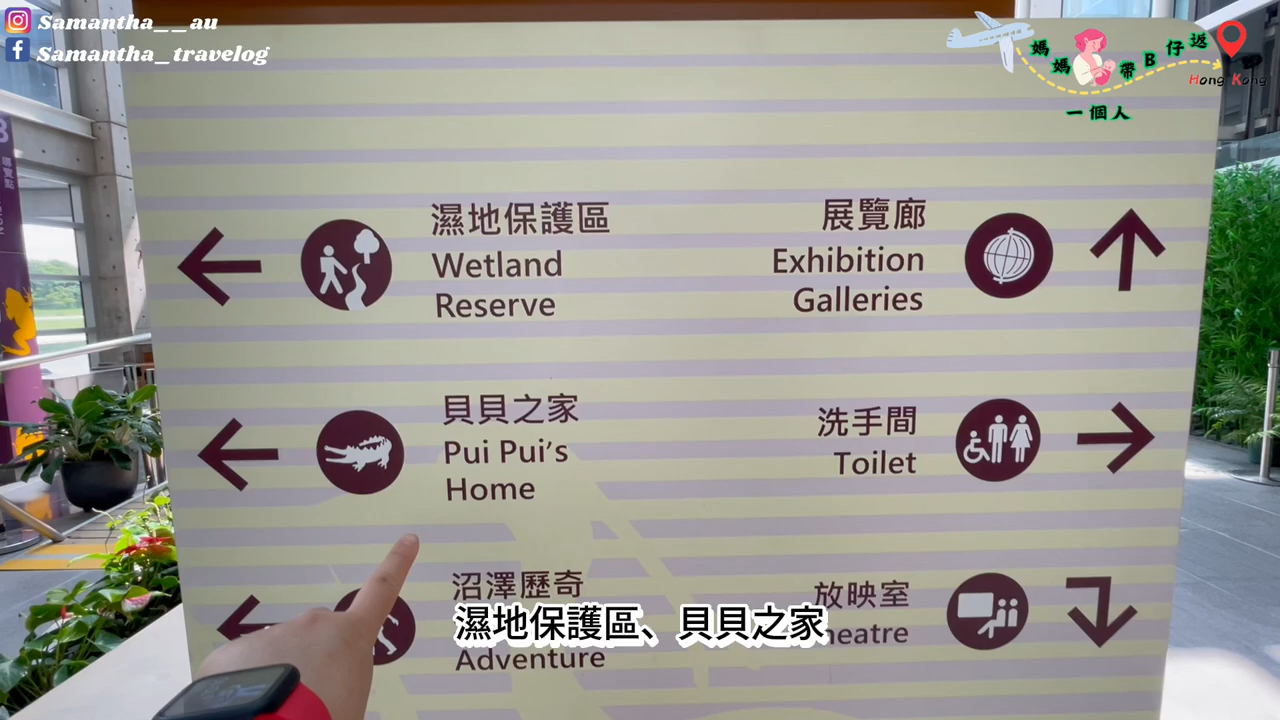 Samantha__au
Samantha_travelog
媽媽帶B仔返
Hong Kong
一個人
濕地保護區
Wetland
Reserve
展覽廊
Exhibition
Galleries
貝貝之家
Pui Pui's
Home
洗手間
Toilet
沼澤歷奇
Adventure
放映室
濕地保護區、貝貝之家